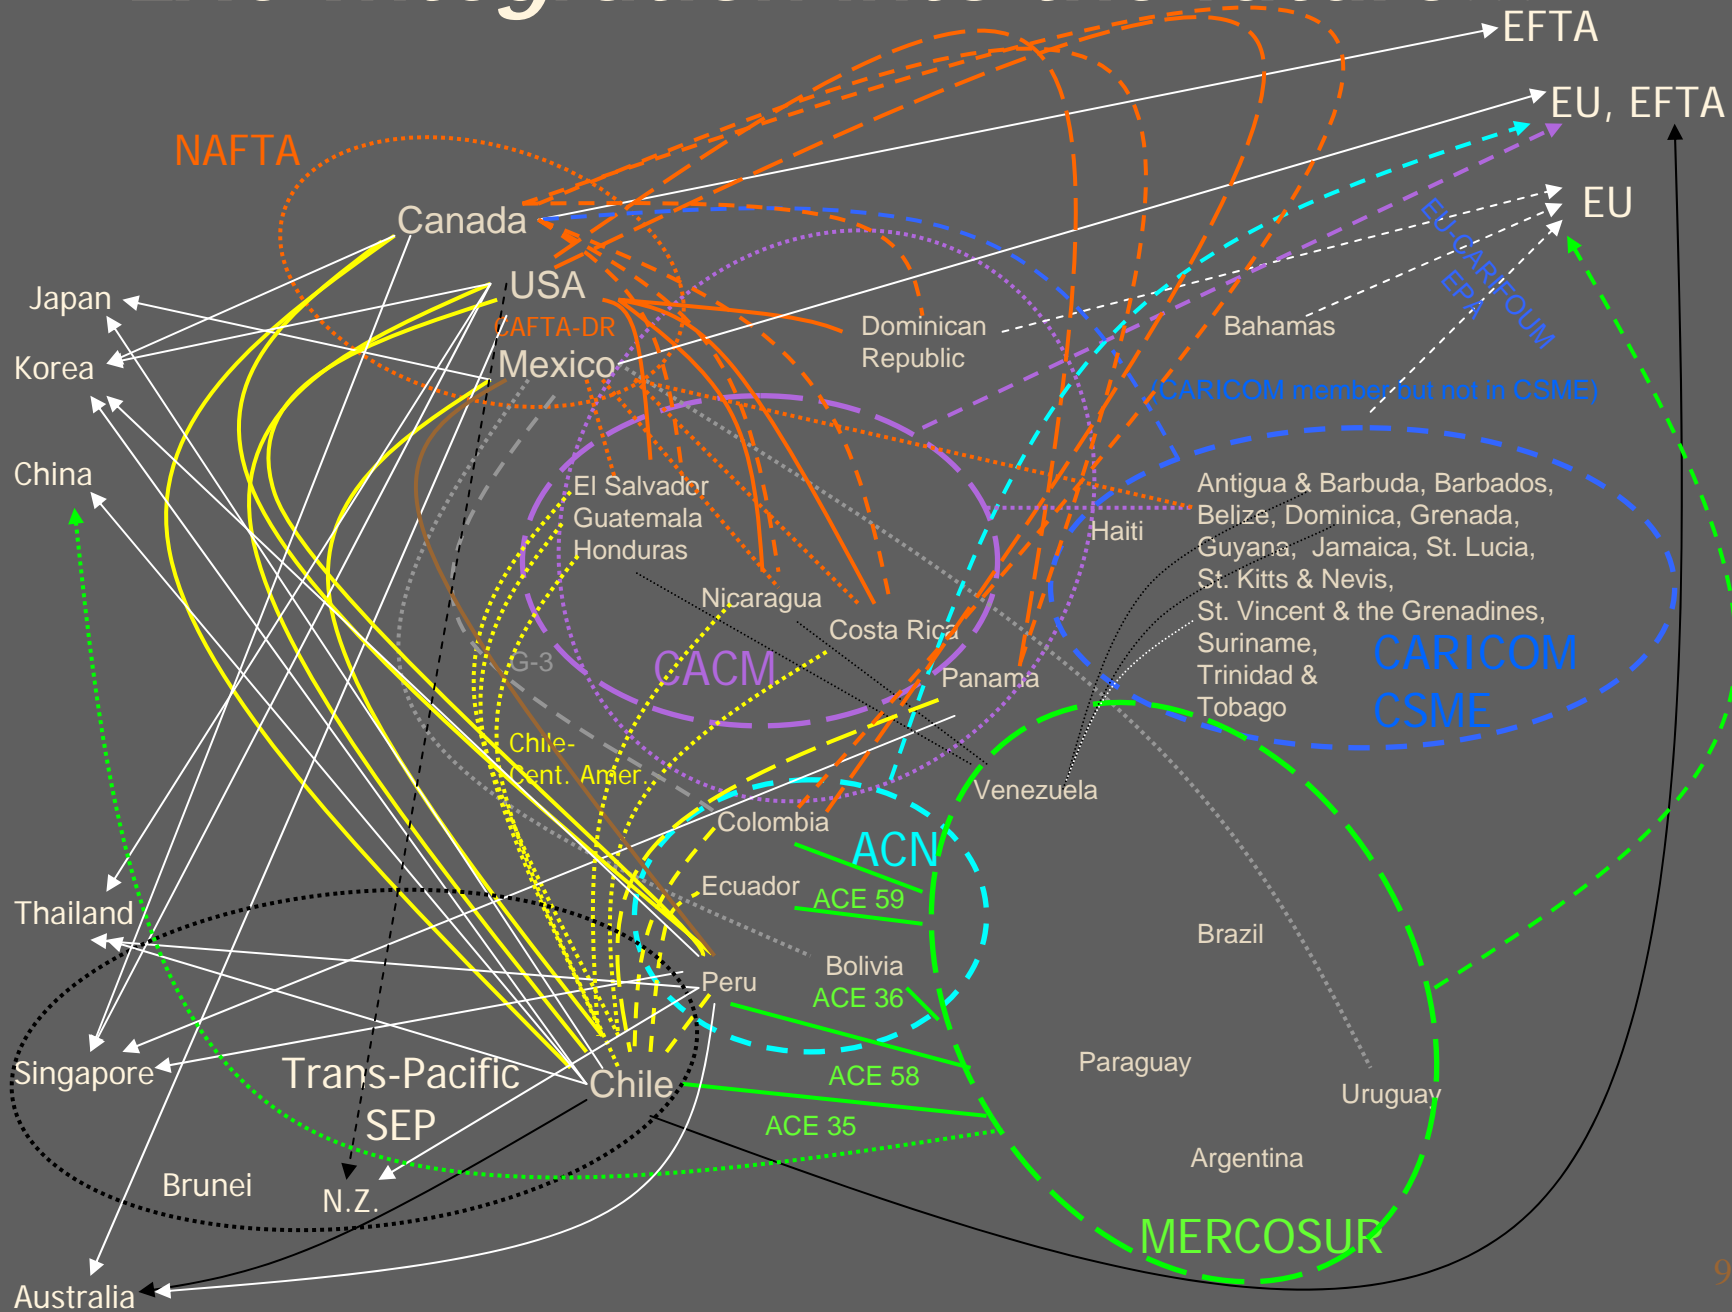 EFTA
EU, EFTA
NAFTA
EU
Canada
EU-CARIFOUM
EPA
USA
Japan
CAFTA-DR
Dominican
Republic
Bahamas
Korea
Mexico
(CARICOM member but not in CSME)
China
El Salvador
Guatemala
Honduras
Haiti
Antigua & Barbuda, Barbados,
Belize, Dominica, Grenada,
Guyana, Jamaica, St. Lucia,
St. Kitts & Nevis,
St. Vincent & the Grenadines,
Suriname,
Trinidad &
Tobago
Nicaragua
Costa Rica
G-3
CACM
Panama
CARICOM
CSME
Chile-
Cent. Amer.
Venezuela
Colombia
ACN
Ecuador
ACE 59
Thailand
Brazil
Bolivia
Peru
ACE 36
Singapore
Trans-Pacific
SEP
Chile
ACE 58
Paraguay
Uruguay
ACE 35
Argentina
Brunei
N.Z.
MERCOSUR
9
Australia